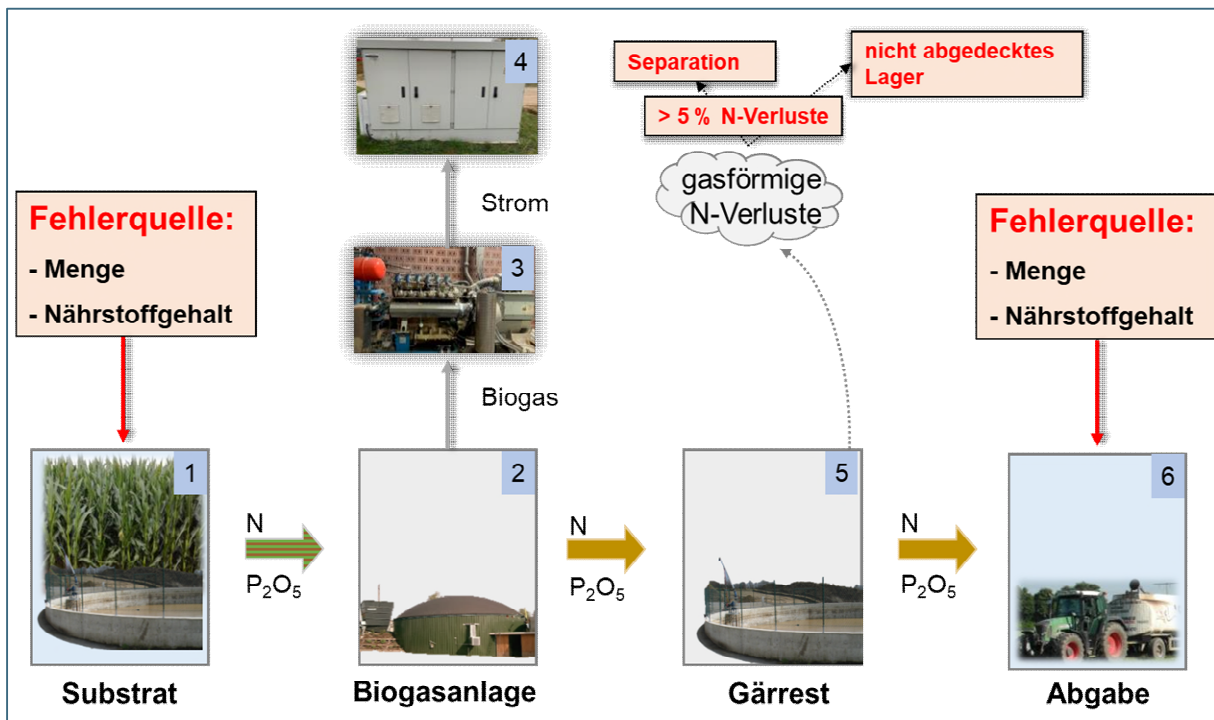 4
Separation
nicht abgedecktes
Lager
> 5 % N-Verluste
gasförmige
N-Verluste
Strom
Fehlerquelle:
- Menge
- Nährstoffgehalt
3
Fehlerquelle:
- Menge
- Nährstoffgehalt
Biogas
1
2
5
6
N
P₂O₅
N
P₂O₅
N
P₂O₅
Substrat
Biogasanlage
Gärrest
Abgabe